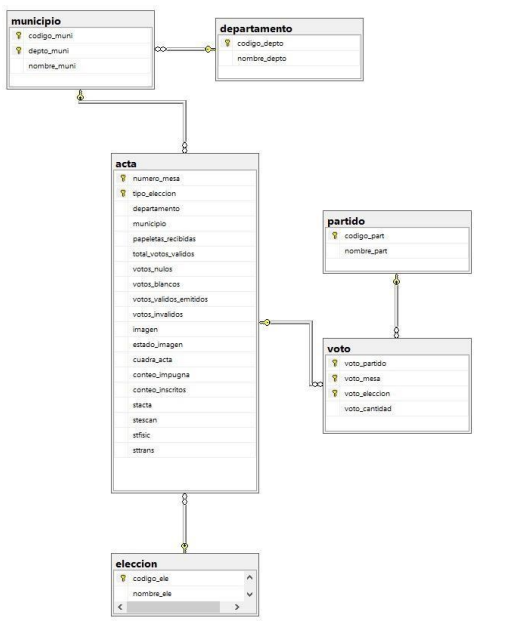 municipio
codigo_muni
depto_muni
nombre_muni
departamento
codigo_depto
nombre_depto
acta
numero_mesa
tipo_eleccion
departamento
municipio
papeletas_recibidas
total_votos_validos
votos_nulos
votos_blancos
votos_validos_emitidos
votos_invalidos
imagen
estado_imagen
cuadra_acta
conteo_impugna
conteo_inscritos
stacta
stescan
stfisic
sttrans
partido
codigo_part
nombre_part
voto
voto_partido
voto_mesa
voto_eleccion
voto_cantidad
eleccion
codigo_ele
nombre_ele